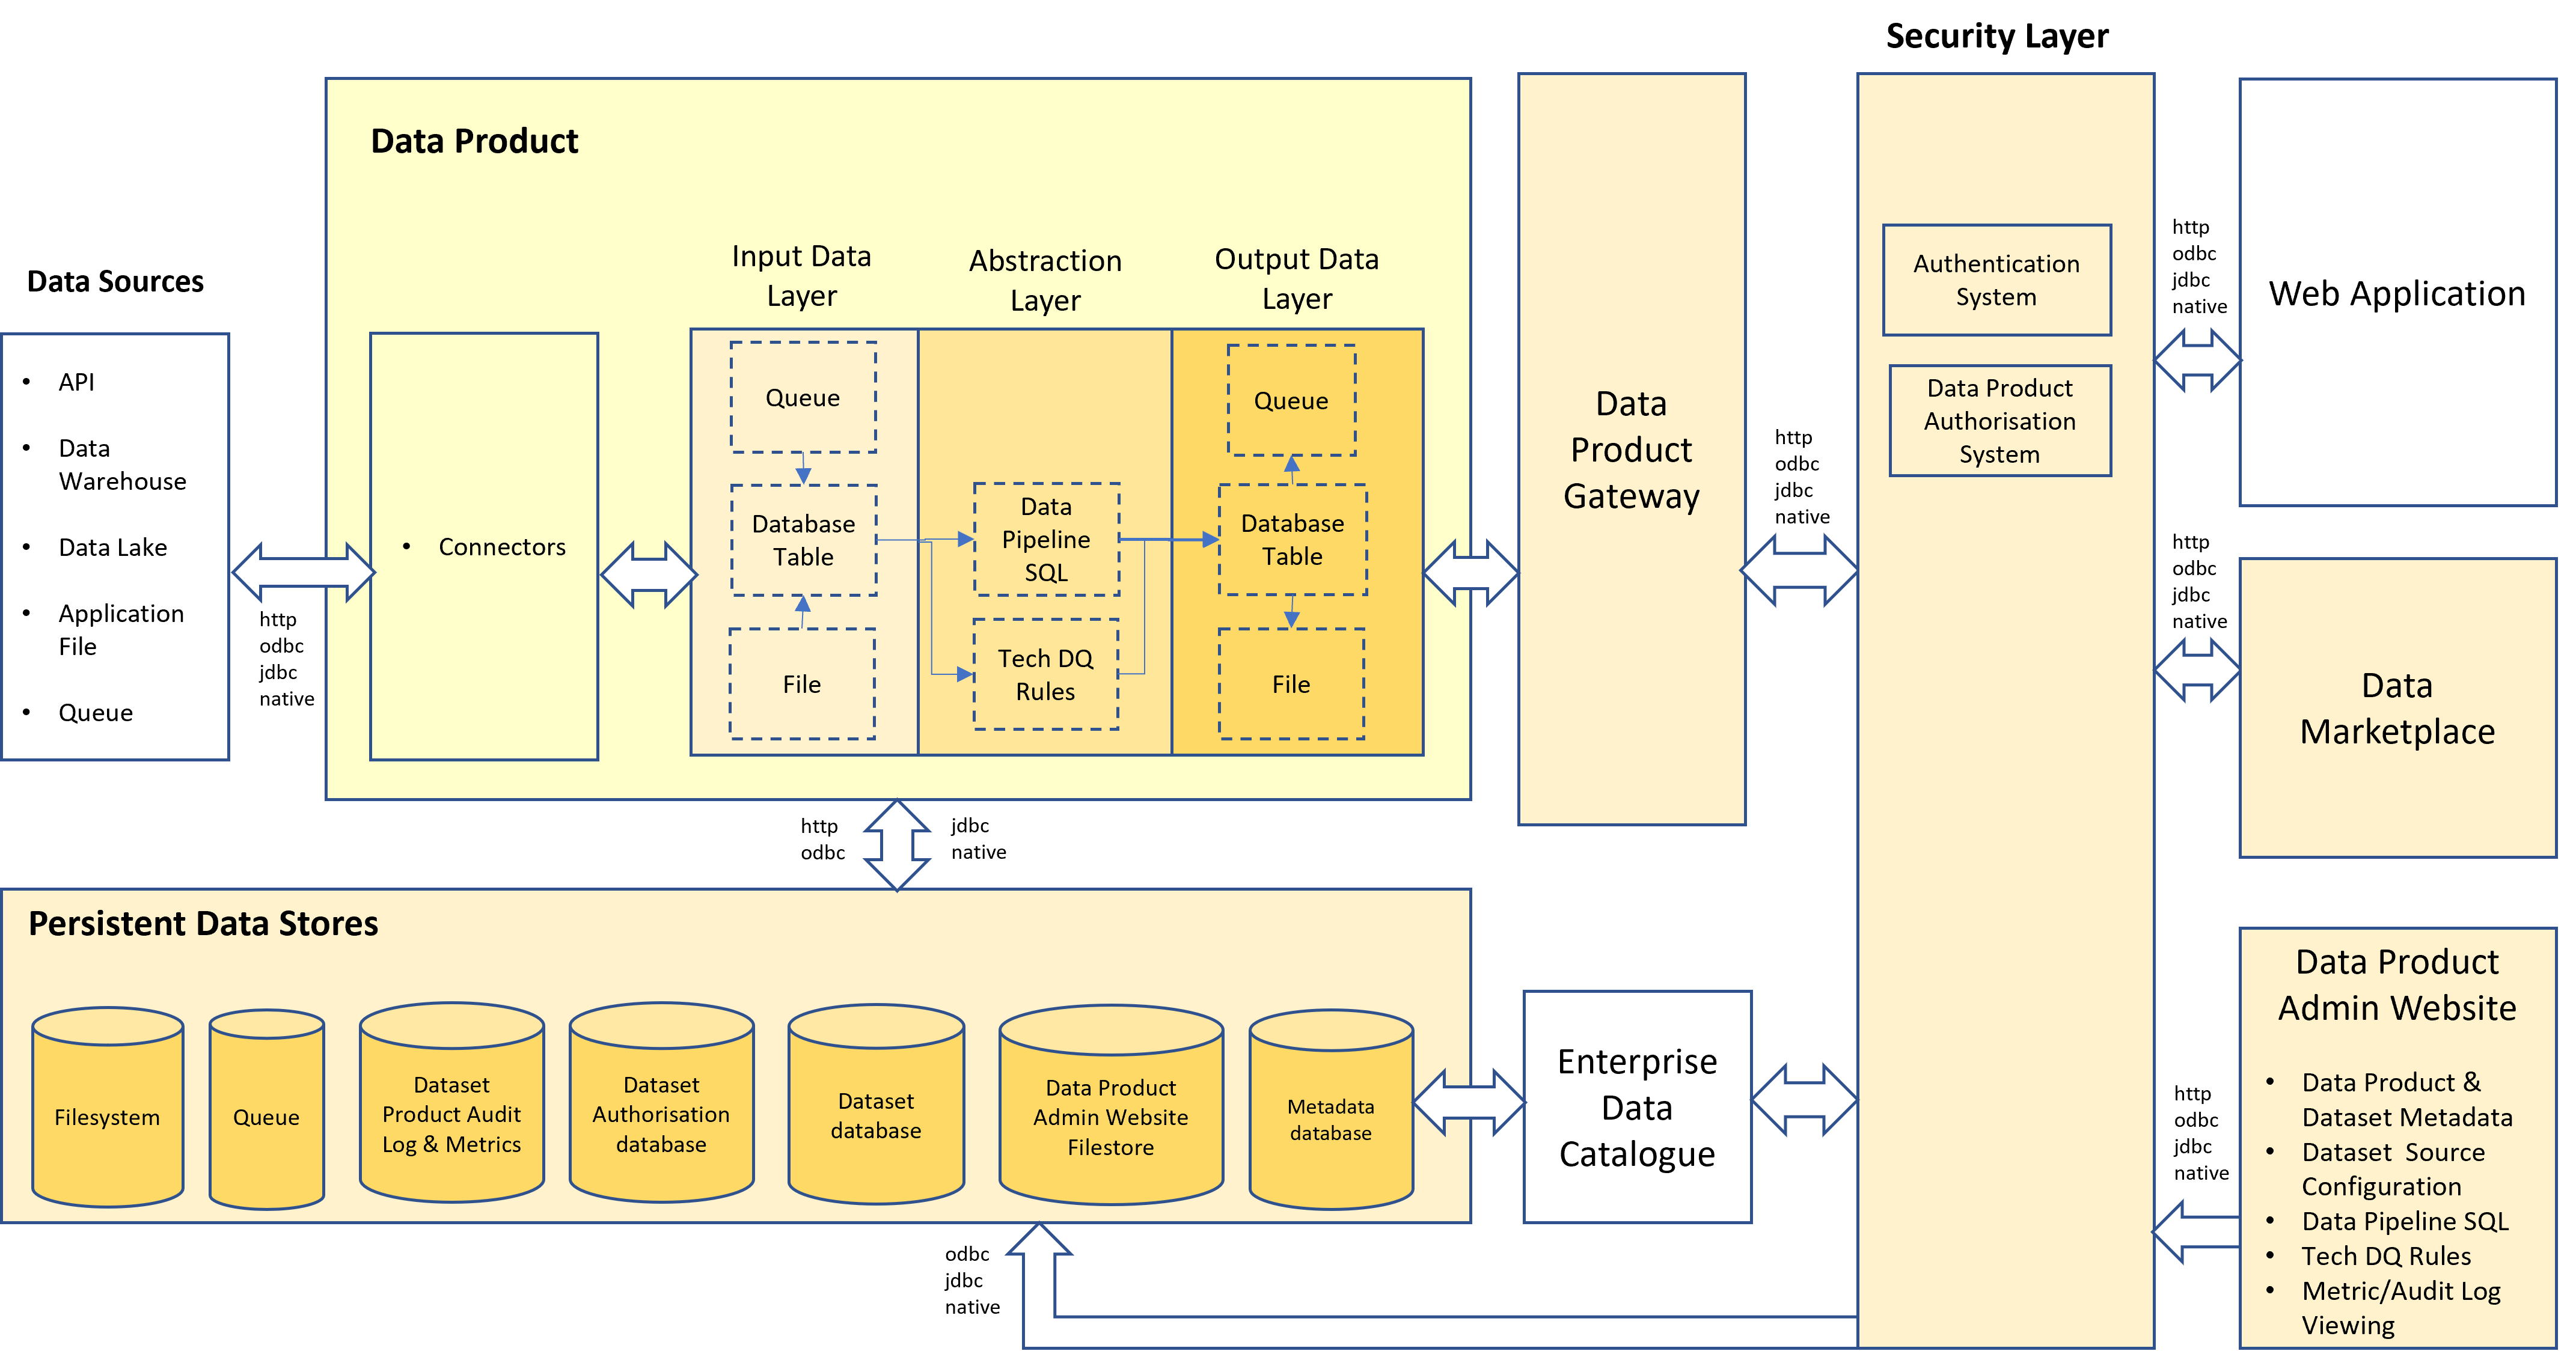 Security Layer
Data Product
Data Sources
• API
• Data
Warehouse
• Data Lake
• Application
File
• Queue
http
odbc
jdbc
native
• Connectors
Input Data
Layer
Abstraction
Layer
Output Data
Layer
Queue
Database
Table
File
Data
Pipeline
SQL
Tech DQ
Rules
Queue
Database
Table
File
Data
Product
Gateway
http
odbc
jdbc
native
Authentication
System
Data Product
Authorisation
System
http
odbc
jdbc
native
Web Application
http
odbc
jdbc
native
Data
Marketplace
http
odbc
jdbc
native
Persistent Data Stores
Filesystem
Queue
Dataset
Product Audit
Log & Metrics
Dataset
Authorisation
database
Dataset
database
Data Product
Admin Website
Filestore
Metadata
database
Enterprise
Data
Catalogue
odbc
jdbc
native
http
odbc
jdbc
native
Data Product
Admin Website
• Data Product &
Dataset Metadata
• Dataset Source
Configuration
• Data Pipeline SQL
• Tech DQ Rules
• Metric/Audit Log
Viewing